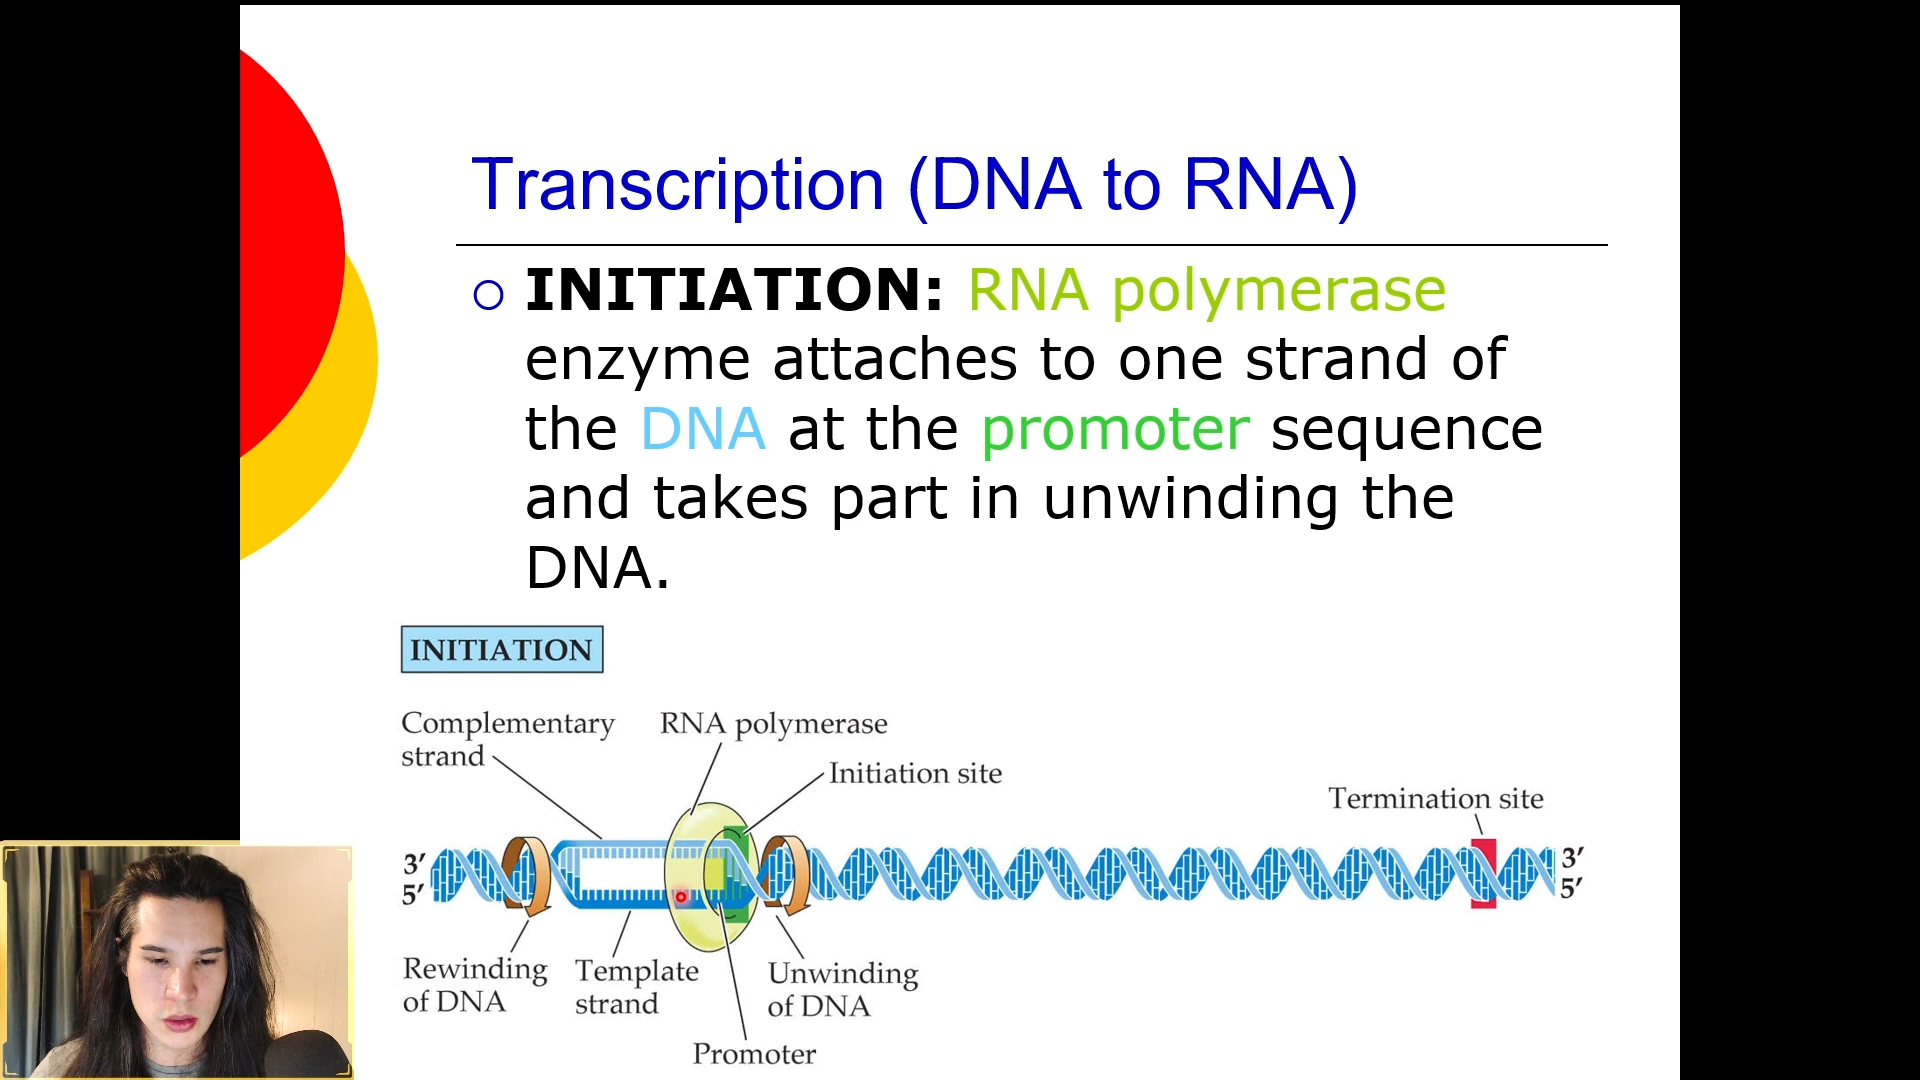 Transcription (DNA to RNA)
INITIATION: RNA polymerase
enzyme attaches to one strand of
the DNA at the promoter sequence
and takes part in unwinding the
DNA.
INITIATION
Complementary
strand
RNA polymerase
Initiation site
Termination site
3′
5′
3′
5′
Rewinding
of DNA
Template
strand
Unwinding
of DNA
Promoter